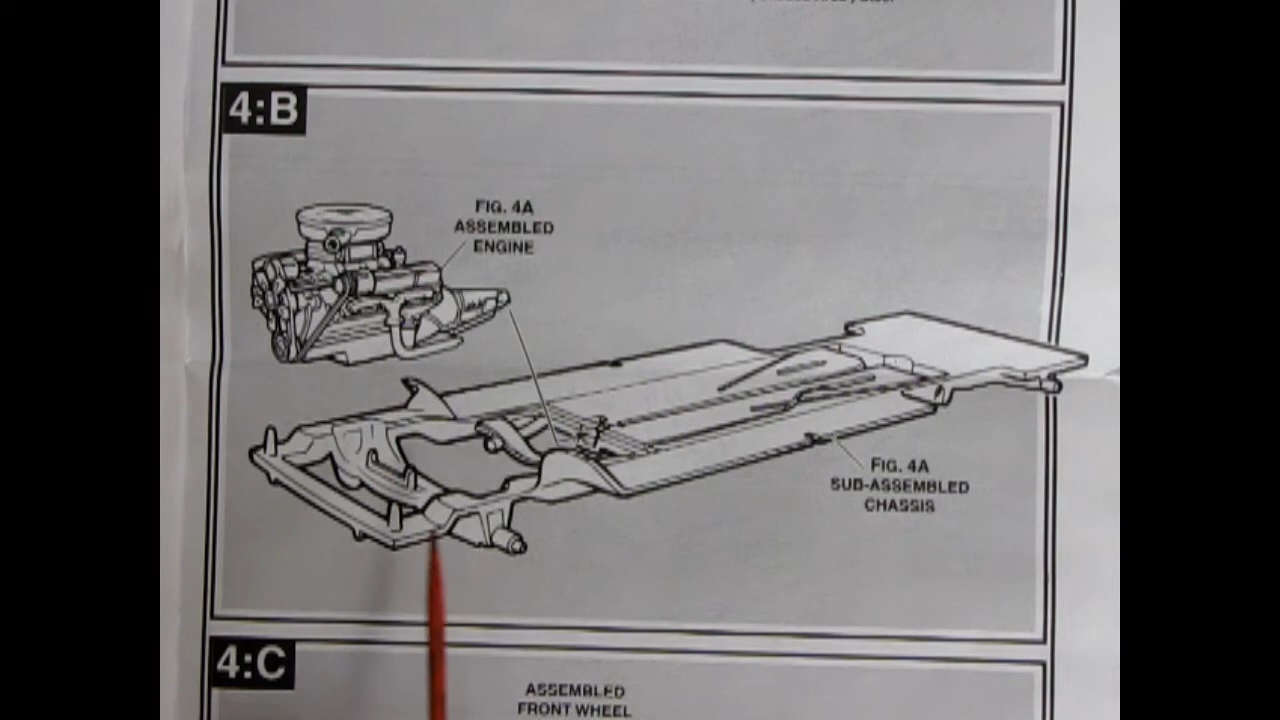 4:B
FIG. 4A
ASSEMBLED
ENGINE
FIG. 4A
SUB-ASSEMBLED
CHASSIS
4:C
ASSEMBLED
FRONT WHEEL